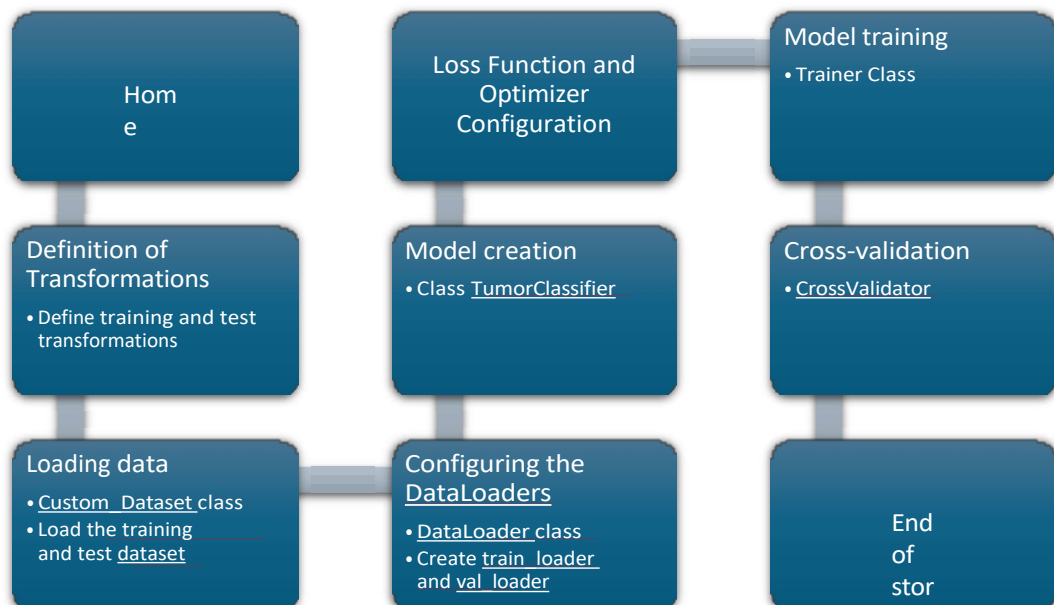 Hom
e
Definition of
Transformations
• Define training and test
transformations
Loading data
• Custom_Dataset class
• Load the training
and test dataset
Configuring the
DataLoaders
• DataLoader class
• Create train_loader
and val_loader
Model creation
• Class TumorClassifier
Loss Function and
Optimizer
Configuration
Model training
• Trainer Class
Cross-validation
• CrossValidator
End
of
stor